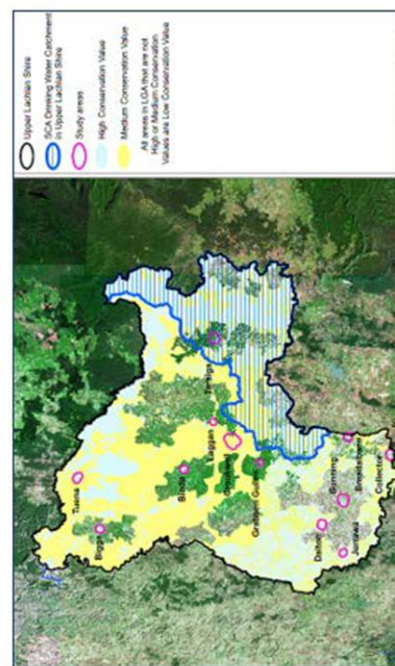 Upper Lachlan Shire
SCA Drinking Water Catchment
in Upper Lachlan Shire
Study areas
High Conservation Value
Medium Conservation Value
All areas in LGA that are not
High or Medium Conservation
Values are Low Conservation Value
Tuena
Bigga
Binda
Laggan
Taralga
Crookwell
Grabben Gullen
Dalton
Gunning
Jerrawa
Breadalbane
Collector